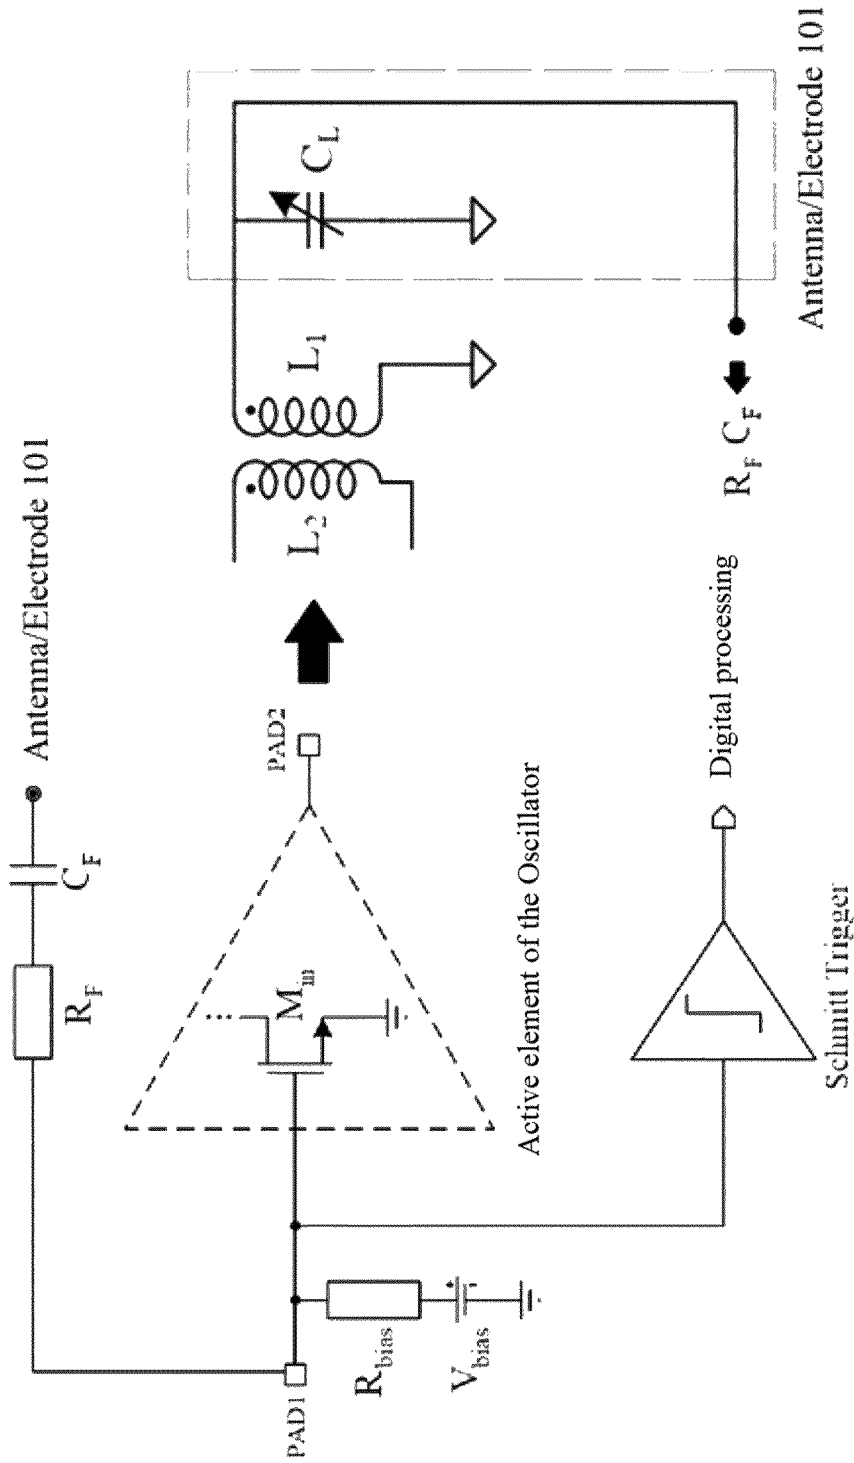 Antenna/Electrode 101
C_F
R_F
PAD1
R_bias
V_bias
M_in
Active element of the Oscillator
PAD2
L_2
L_1
C_L
Antenna/Electrode 101
R_F C_F
Digital processing
Schmitt Trigger